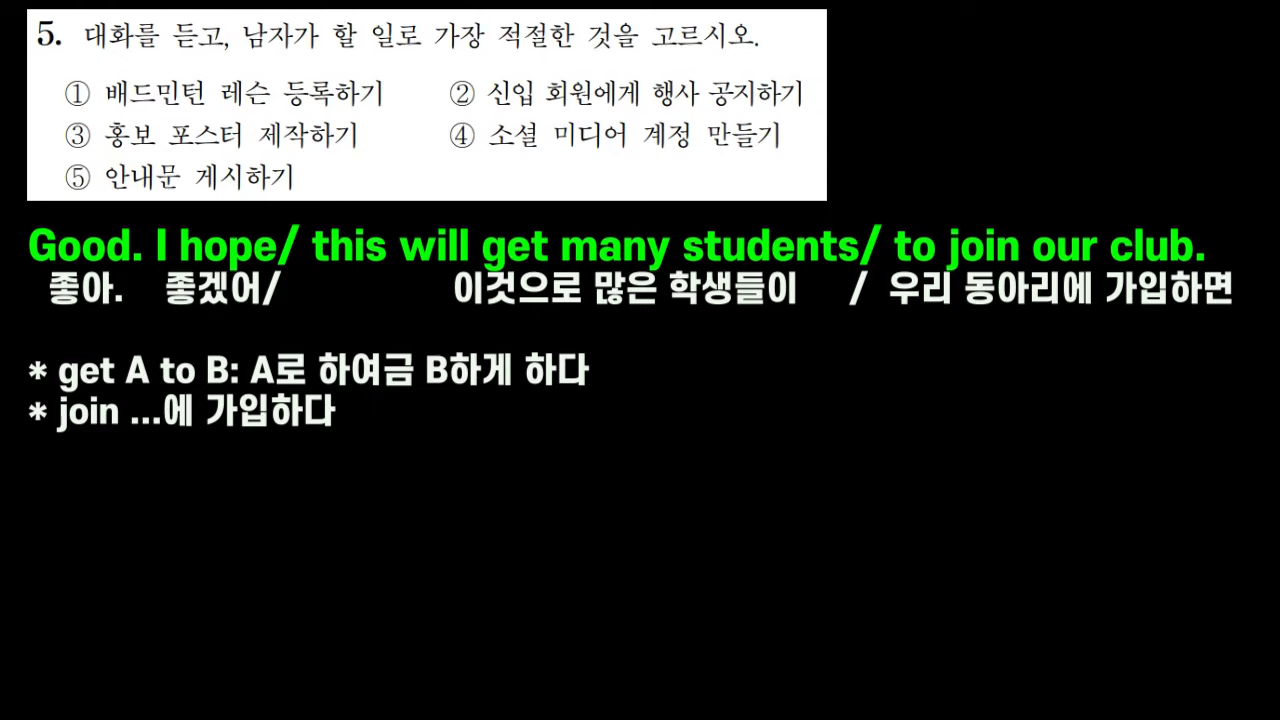 5. 대화를 듣고, 남자가 할 일로 가장 적절한 것을 고르시오.
① 배드민턴 레슨 등록하기 ② 신입 회원에게 행사 공지하기
③ 홍보 포스터 제작하기 ④ 소셜 미디어 계정 만들기
⑤ 안내문 게시하기
Good. I hope/ this will get many students/ to join our club.
좋아. 좋겠어/ 이것으로 많은 학생들이 / 우리 동아리에 가입하면
* get A to B: A로 하여금 B하게 하다
* join ...에 가입하다